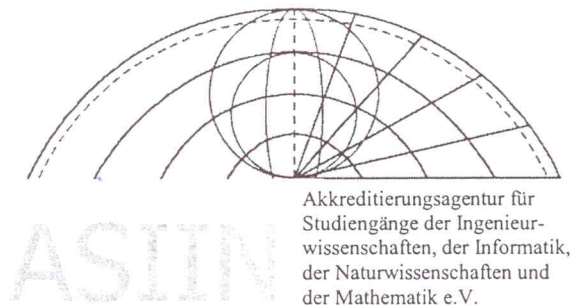 Akkreditierungsagentur für
Studiengänge der Ingenieur-
wissenschaften, der Informatik,
der Naturwissenschaften und
der Mathematik e.V.
ASIIN